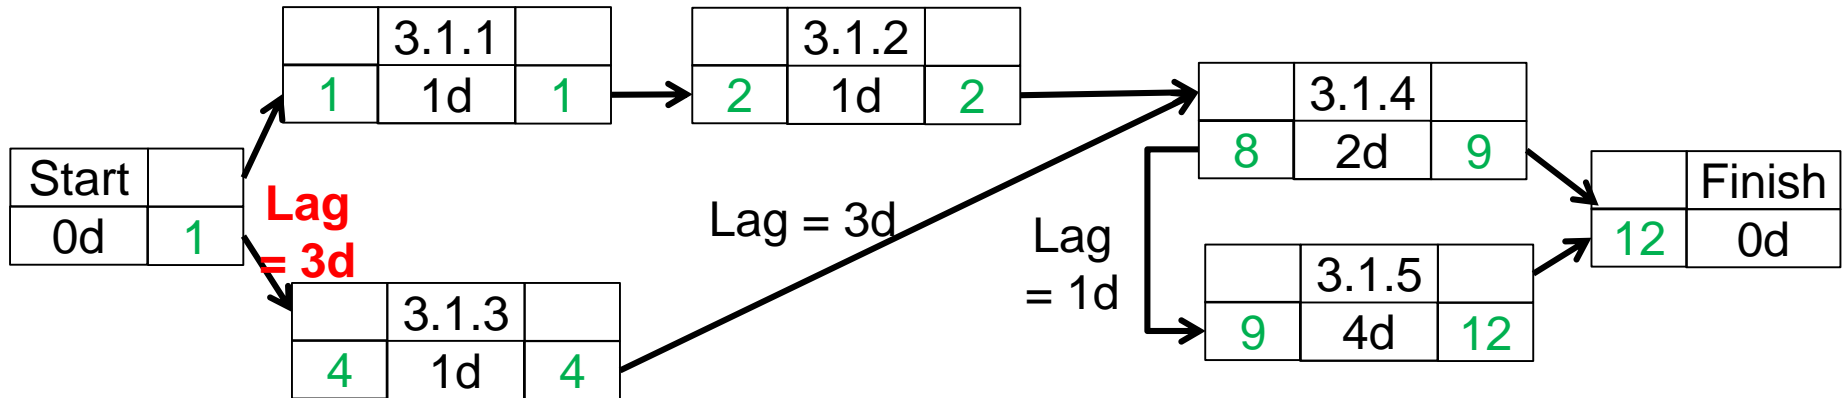 3.1.1
1 1d 1
3.1.2
2 1d 2
3.1.4
8 2d 9
Start
0d 1
Lag
= 3d
Lag = 3d
Lag
= 1d
Finish
12 0d
3.1.3
4 1d 4
3.1.5
9 4d 12